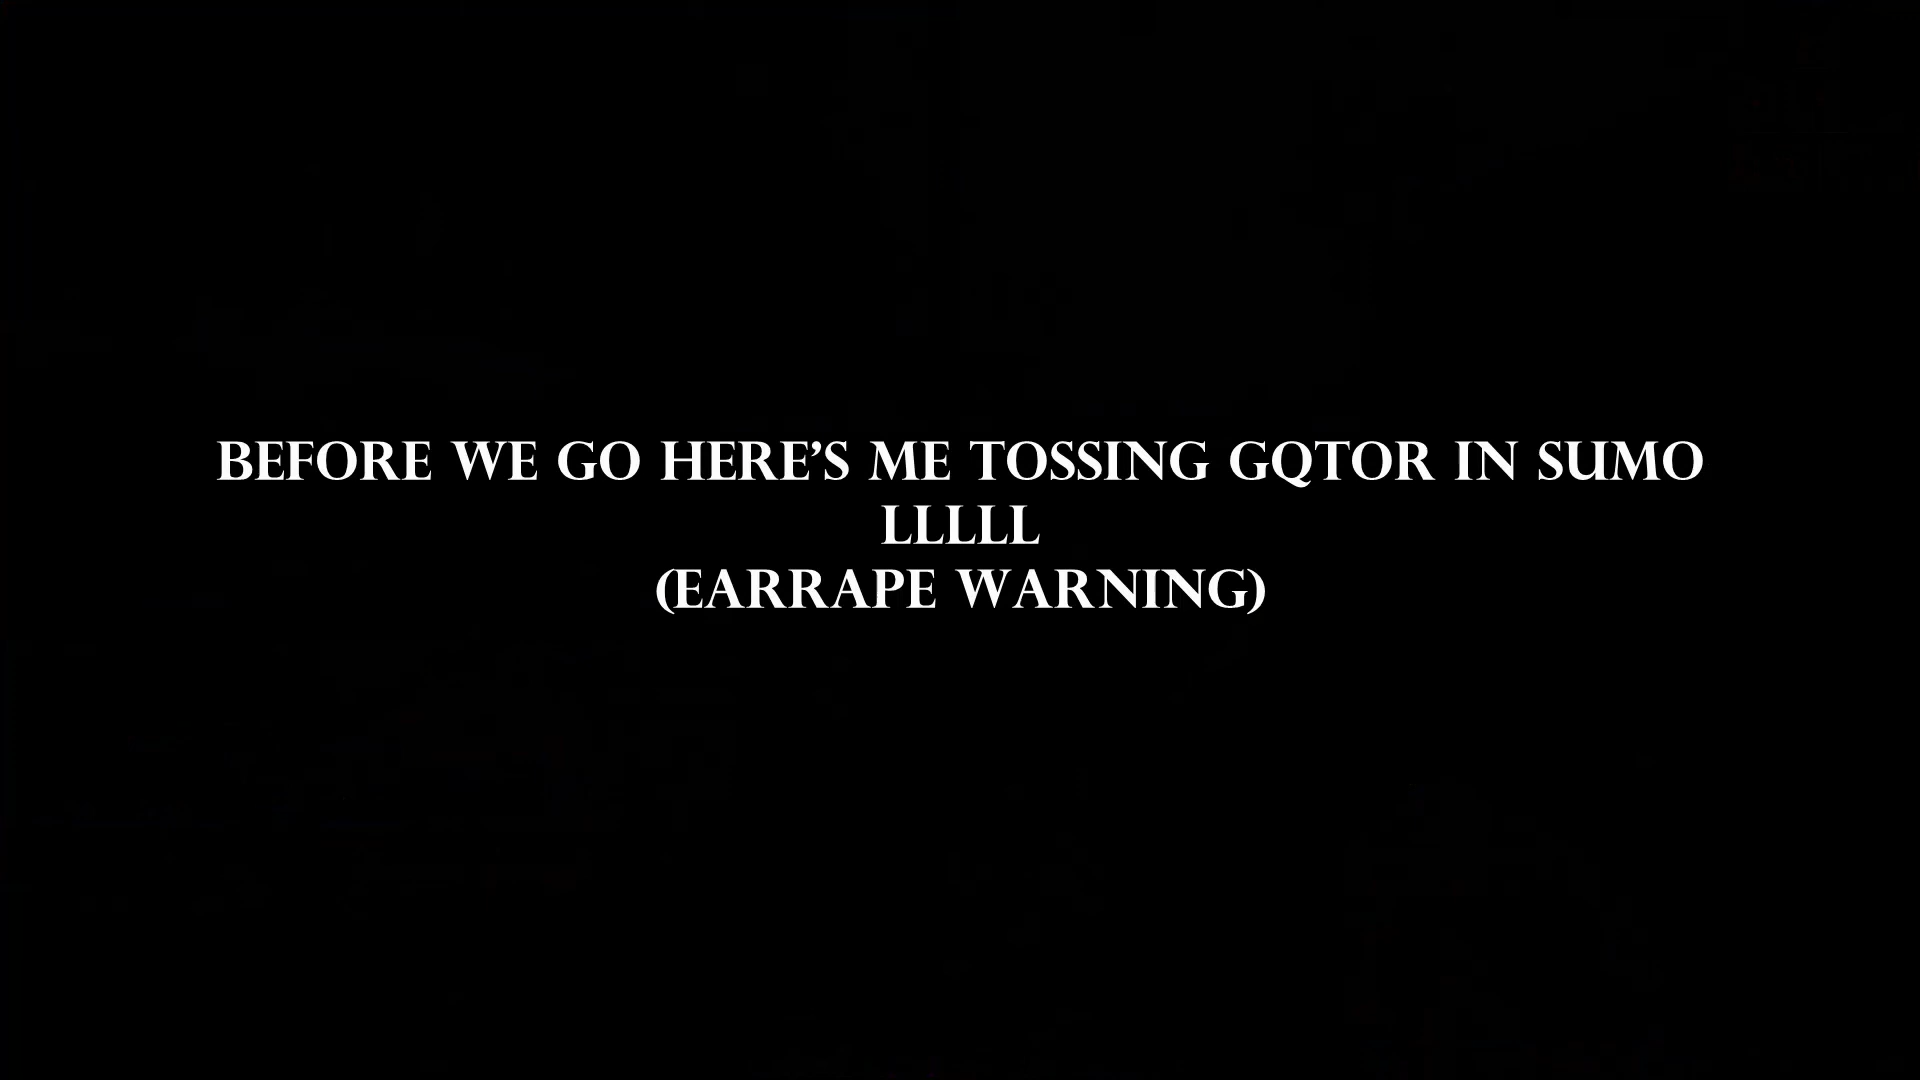 BEFORE WE GO HERE'S ME TOSSING GQTOR IN SUMO
LLLLL
(EARRAPE WARNING)